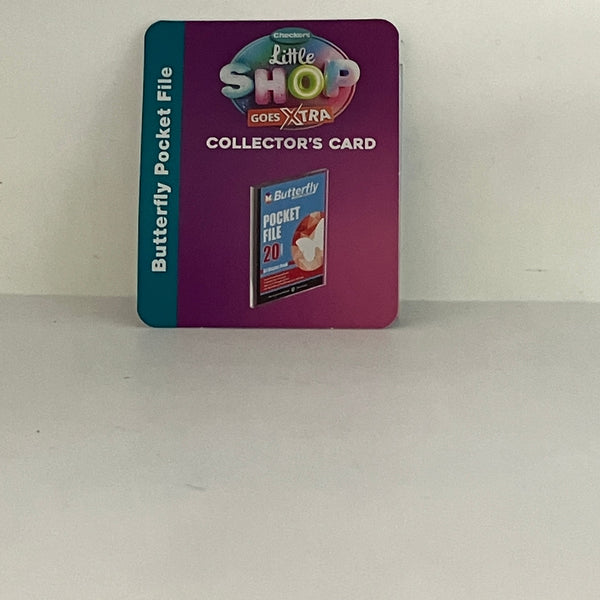 Butterfly Pocket File
Checkers
Little
SHOP
GOES XTRA
COLLECTOR'S CARD
Butterfly
POCKET
FILE
20